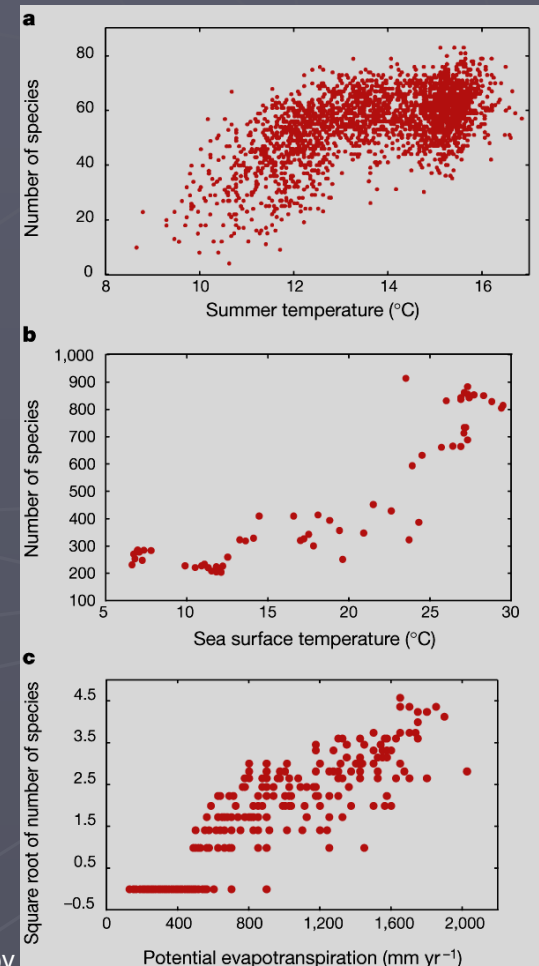 a
Number of species
80
60
40
20
0
8 10 12 14 16
Summer temperature (°C)
b
Number of species
1,000
900
800
700
600
500
400
300
200
100
5 10 15 20 25 30
Sea surface temperature (°C)
c
Square root of number of species
4.5
3.5
2.5
1.5
0.5
–0.5
0 400 800 1,200 1,600 2,000
Potential evapotranspiration (mm yr⁻¹)